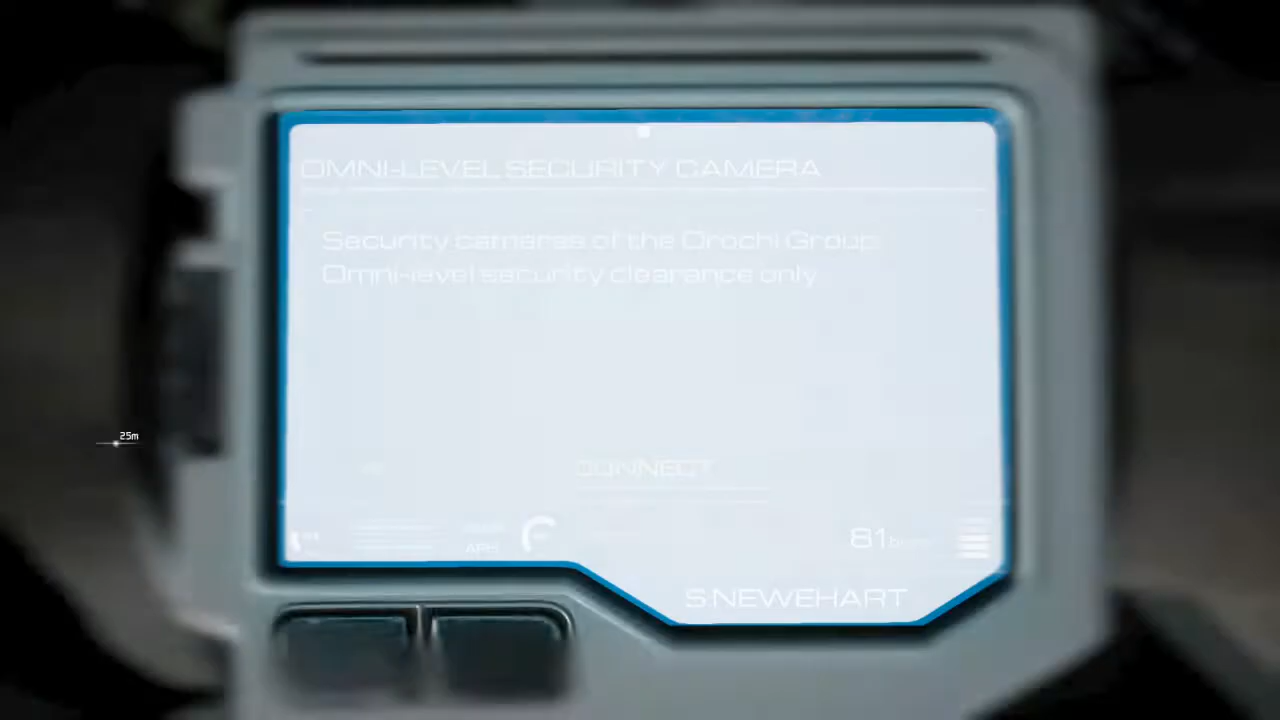 OMNI-LEVEL SECURITY CAMERA
Security cameras of the Orochi Group.
Omni-level security clearance only.
25m
CONNECT
81
S.NEWEHART